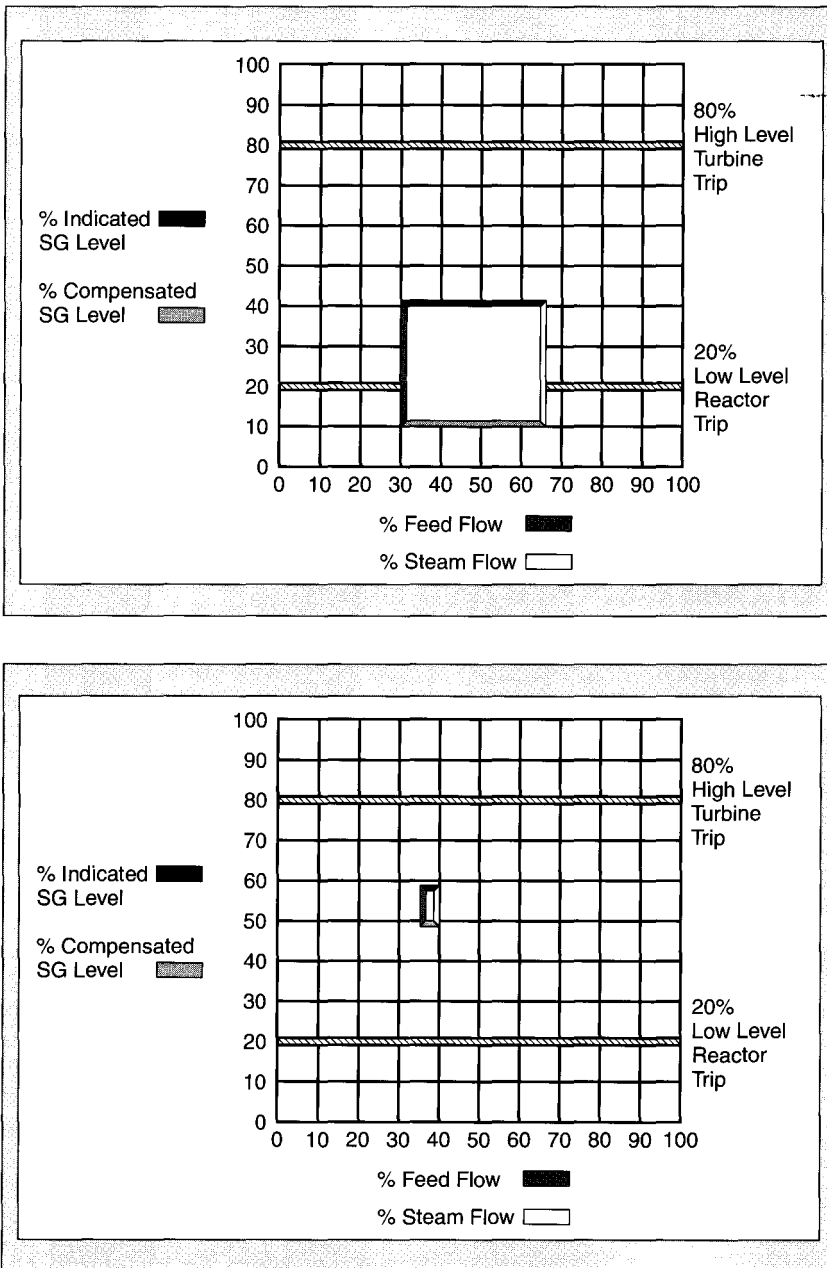 100
90
80
70
60
50
40
30
20
10
0
0 10 20 30 40 50 60 70 80 90 100
80%
High Level
Turbine
Trip
% Indicated
SG Level
% Compensated
SG Level
20%
Low Level
Reactor
Trip
% Feed Flow
% Steam Flow
100
90
80
70
60
50
40
30
20
10
0
0 10 20 30 40 50 60 70 80 90 100
80%
High Level
Turbine
Trip
% Indicated
SG Level
% Compensated
SG Level
20%
Low Level
Reactor
Trip
% Feed Flow
% Steam Flow